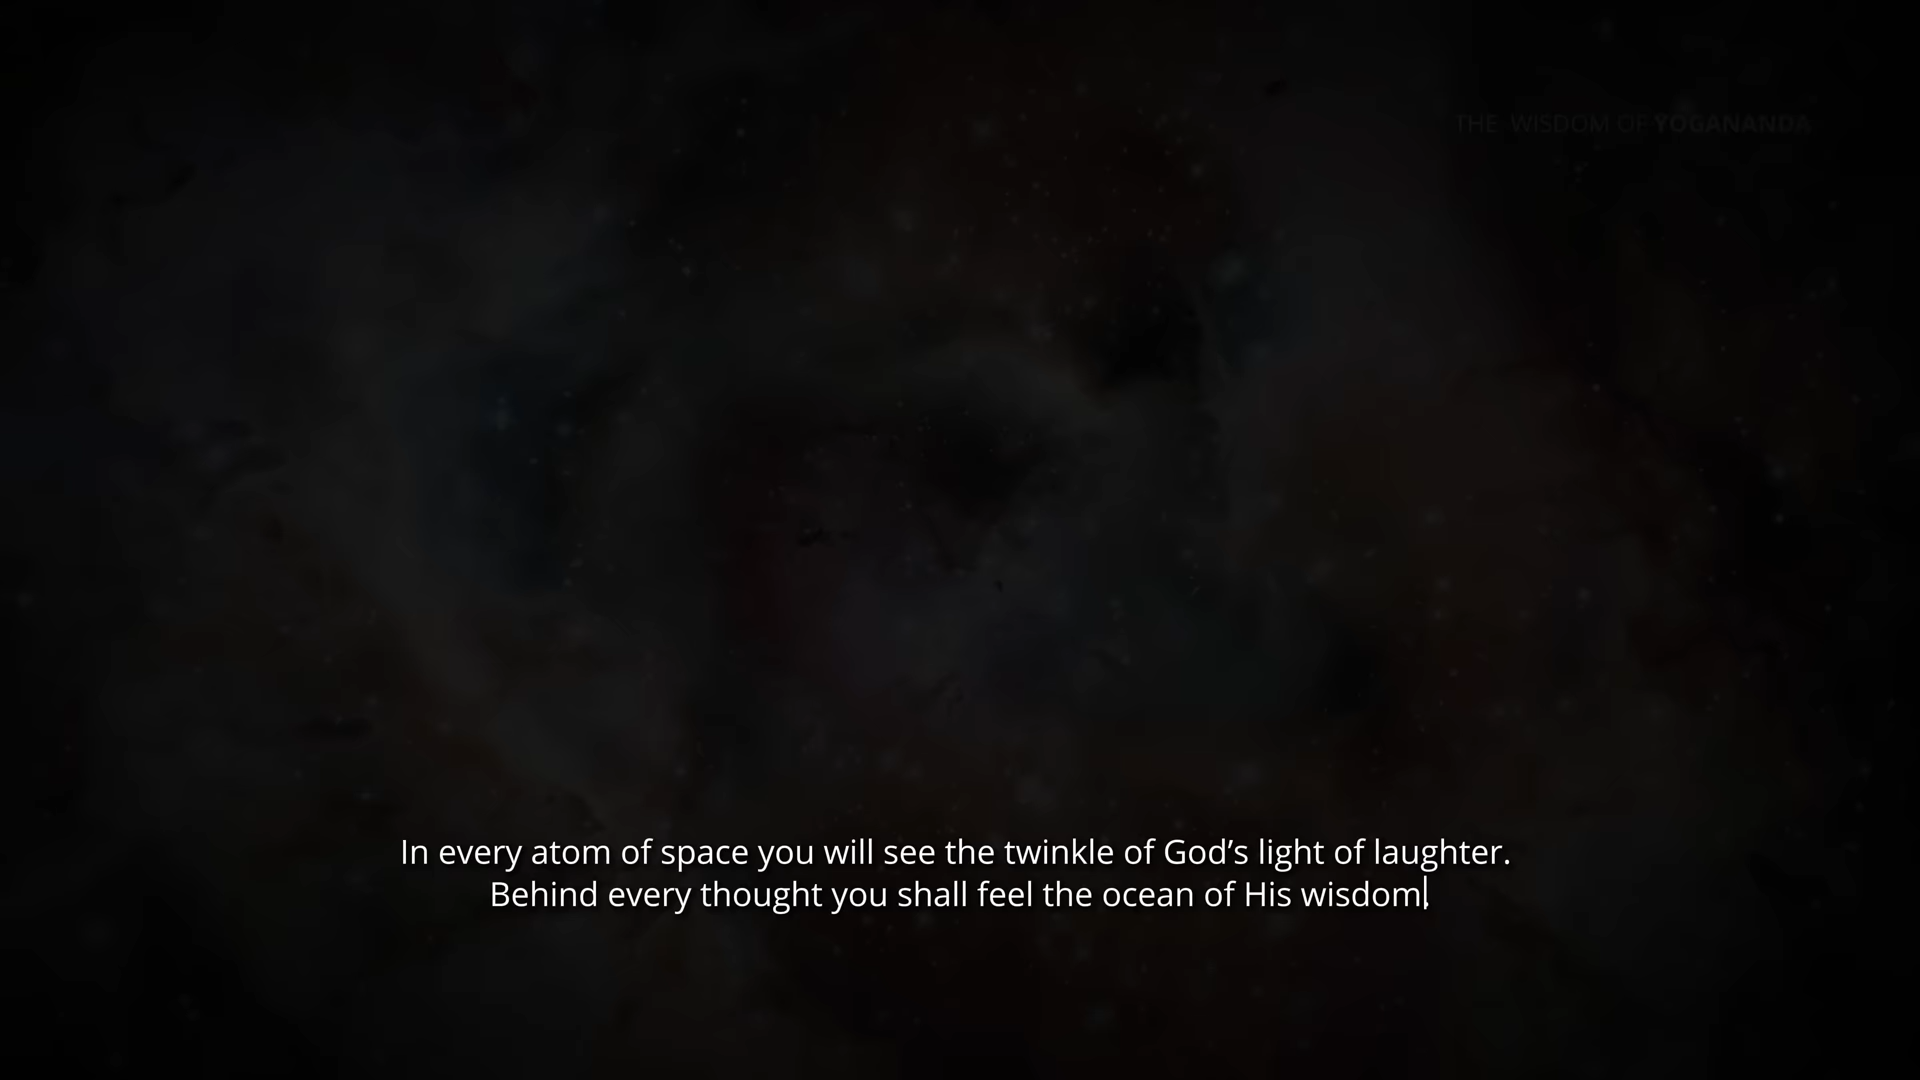 THE WISDOM OF YOGANANDA
In every atom of space you will see the twinkle of God’s light of laughter.
Behind every thought you shall feel the ocean of His wisdom.